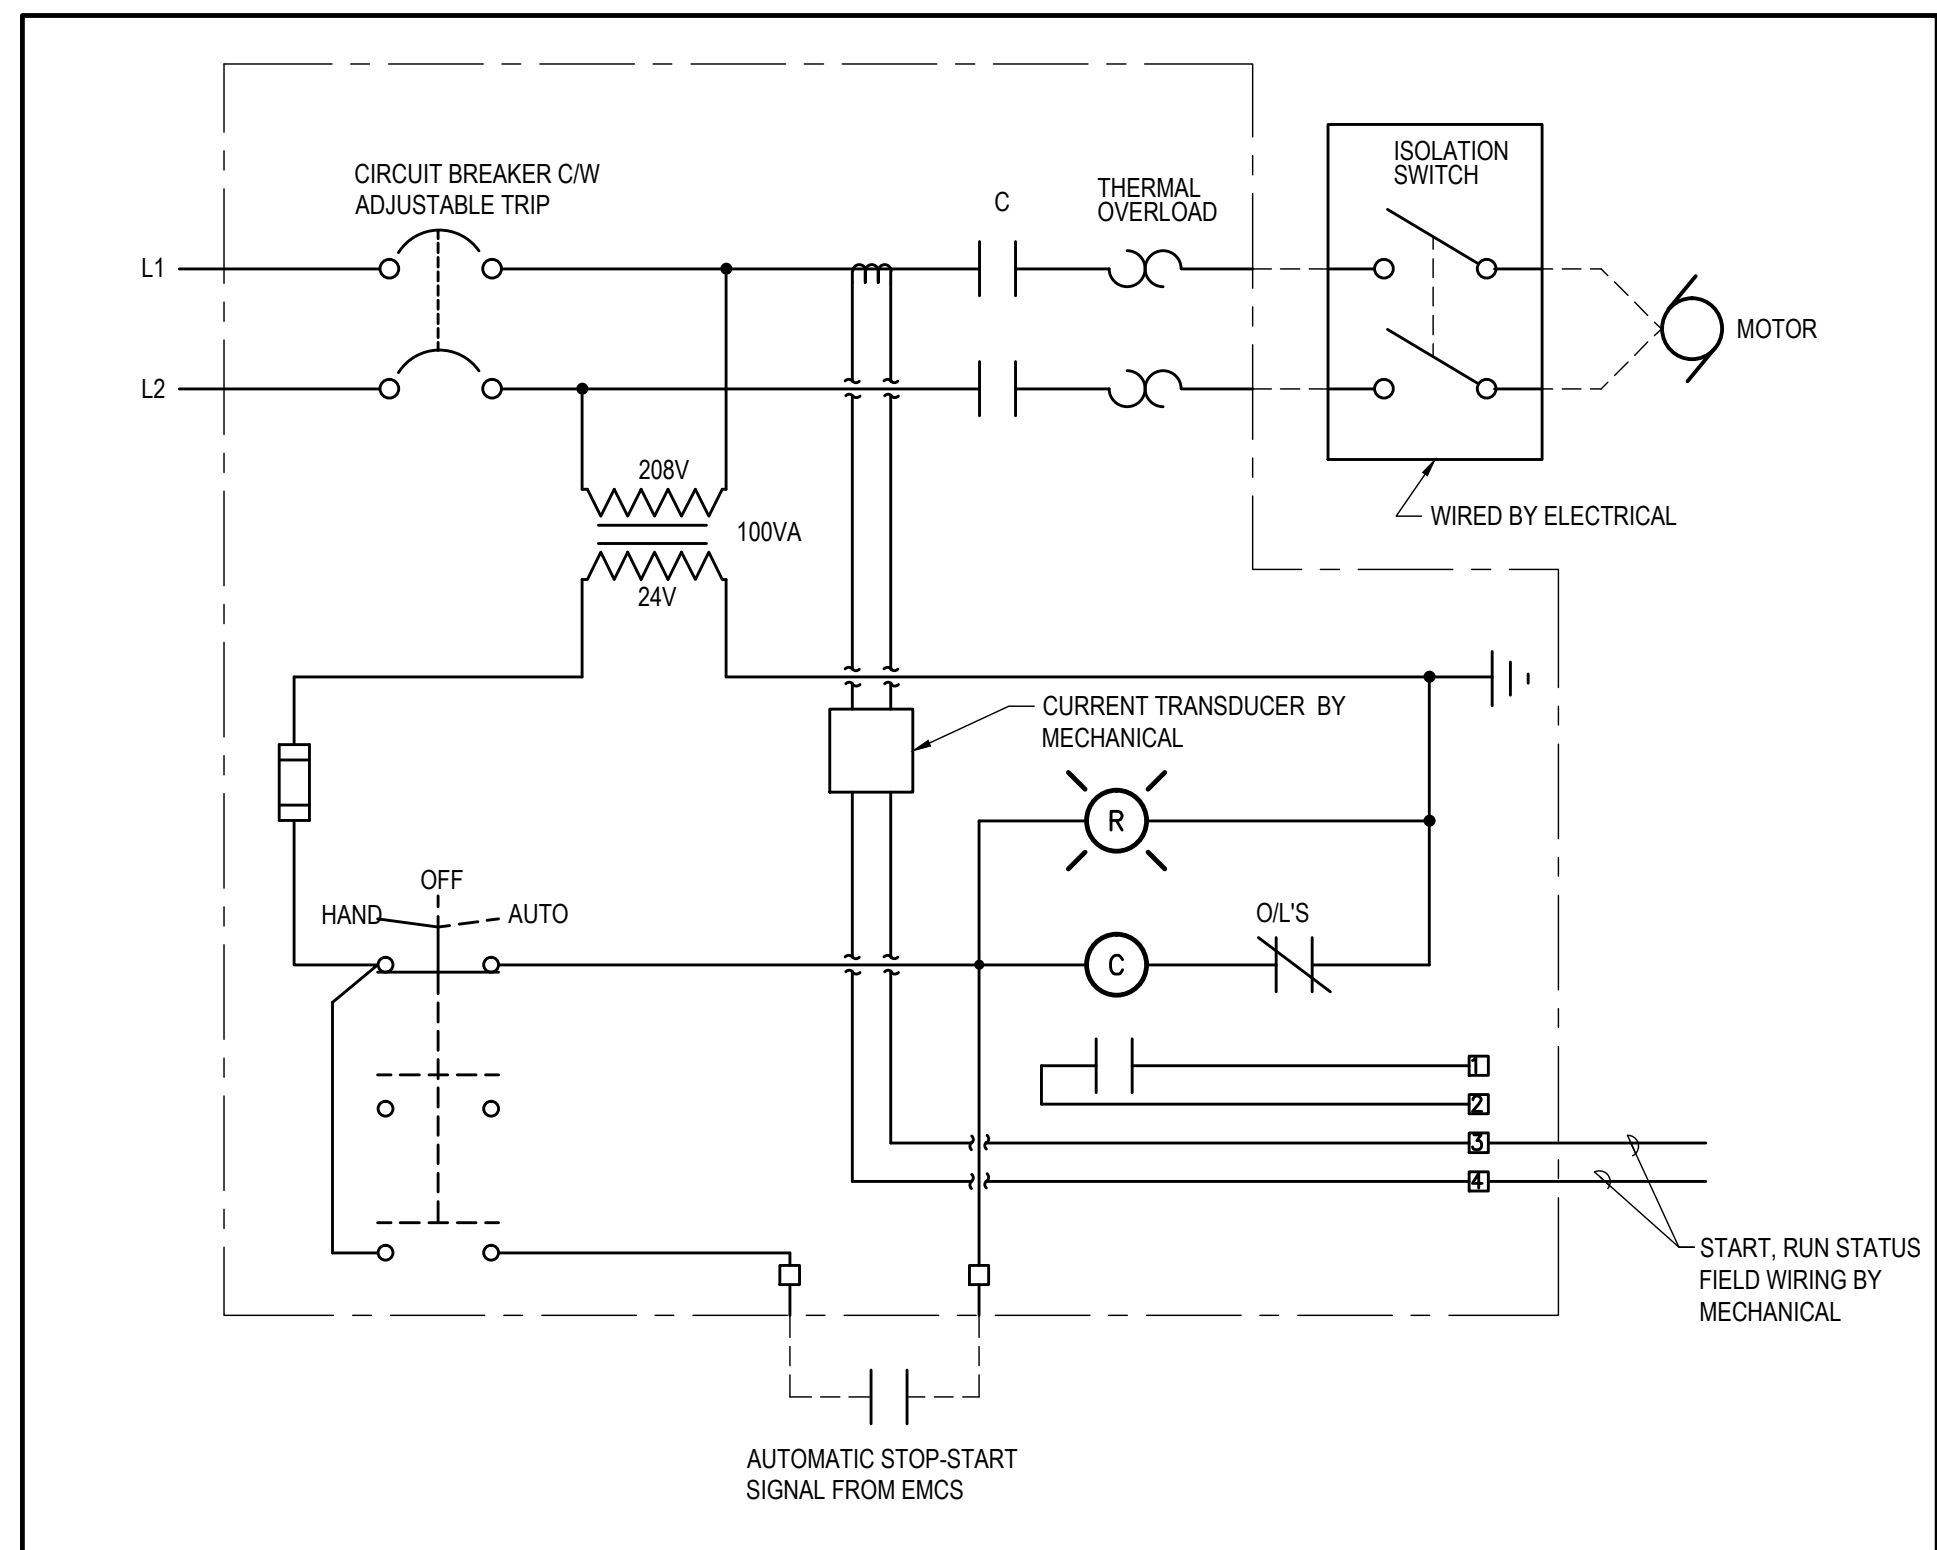 CIRCUIT BREAKER C/W
ADJUSTABLE TRIP
C
THERMAL
OVERLOAD
ISOLATION
SWITCH
L1
L2
MOTOR
208V
100VA
24V
WIRED BY ELECTRICAL
CURRENT TRANSDUCER BY
MECHANICAL
R
OFF
HAND
AUTO
O/L'S
C
1
2
3
4
START, RUN STATUS
FIELD WIRING BY
MECHANICAL
AUTOMATIC STOP-START
SIGNAL FROM EMCS